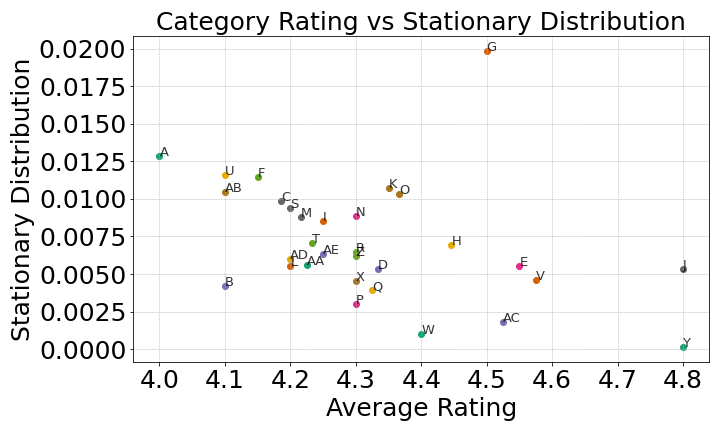 Category Rating vs Stationary Distribution
Stationary Distribution
0.0200
0.0175
0.0150
0.0125
0.0100
0.0075
0.0050
0.0025
0.0000
G
A
U
F
AB
K
O
C
S
M
N
T
H
AE
AD
L
AA
D
E
B
X
Q
V
P
AC
W
Y
4.0 4.1 4.2 4.3 4.4 4.5 4.6 4.7 4.8
Average Rating